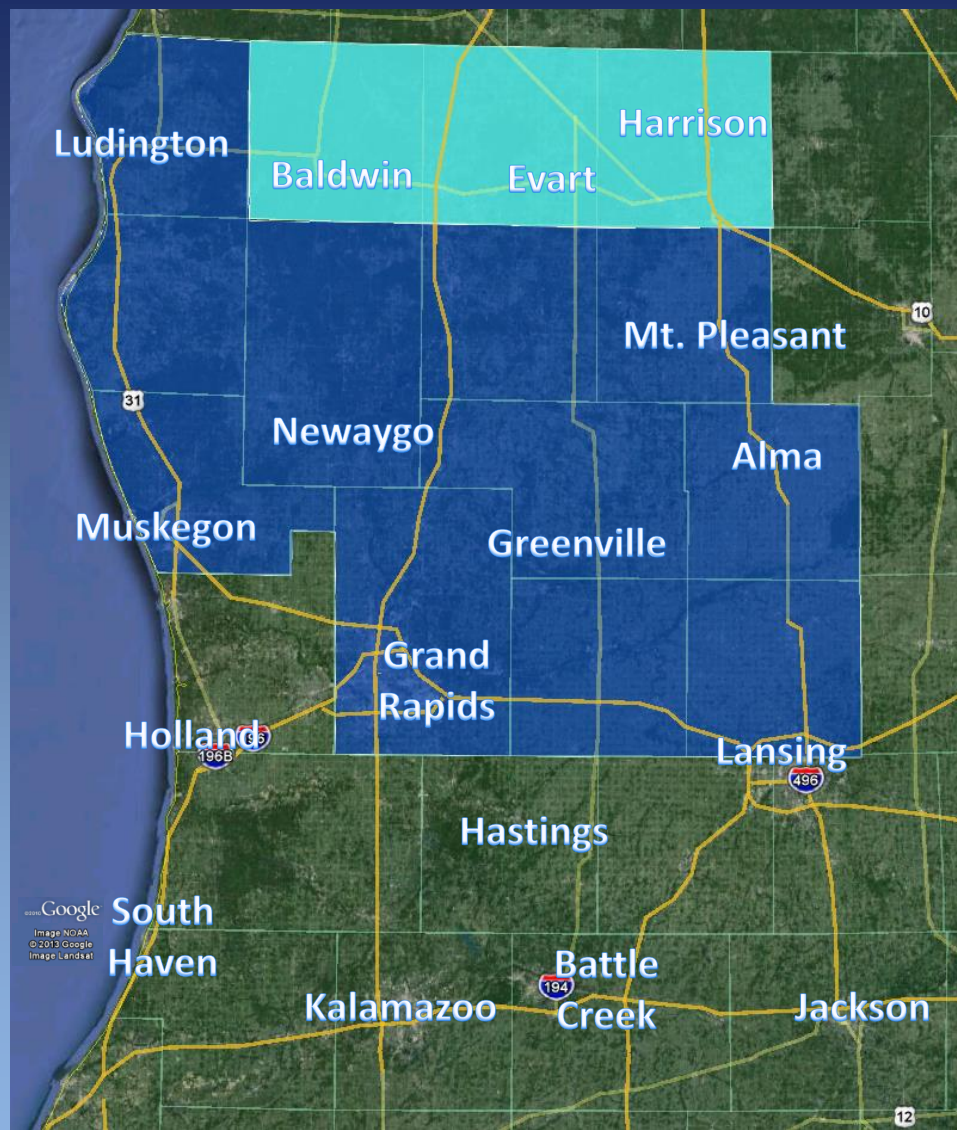 Harrison
Ludington
Baldwin
Evart
10
Mt. Pleasant
31
Newaygo
Alma
Muskegon
Greenville
Grand
Rapids
Holland
196
196B
Lansing
496
Hastings
Google
Image NOAA
© 2013 Google
Image Landsat
South
Haven
Battle
Creek
194
Kalamazoo
Jackson
12